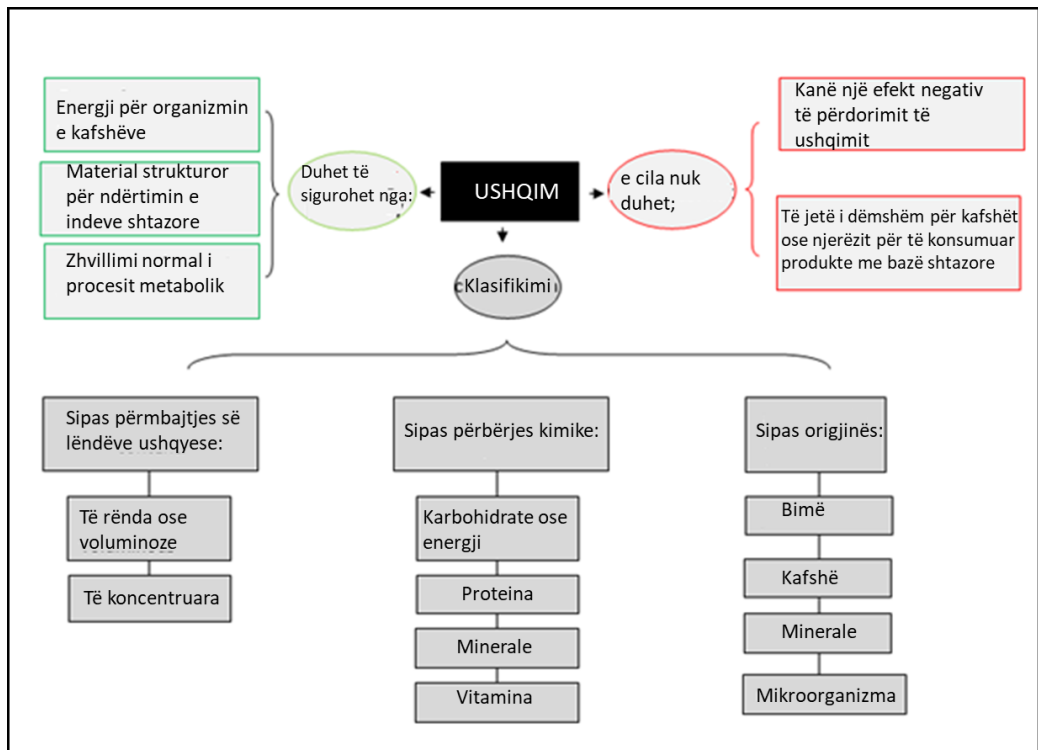 Energji për organizmin
e kafshëve
Material strukturor
për ndërtimin e
indeve shtazore
Zhvillimi normal i
procesit metabolik
Duhet të
sigurohet nga:
USHQIM
e cila nuk
duhet;
Kanë një efekt negativ
të përdorimit të
ushqimit
Të jetë i dëmshëm për kafshët
ose njerëzit për të konsumuar
produkte me bazë shtazore
Klasifikimi
Sipas përmbajtjes së
lëndëve ushqyese:
Të rënda ose
voluminoze
Të koncentruara
Sipas përbërjes kimike:
Karbohidrate ose
energji
Proteina
Minerale
Vitamina
Sipas origjinës:
Bimë
Kafshë
Minerale
Mikroorganizma